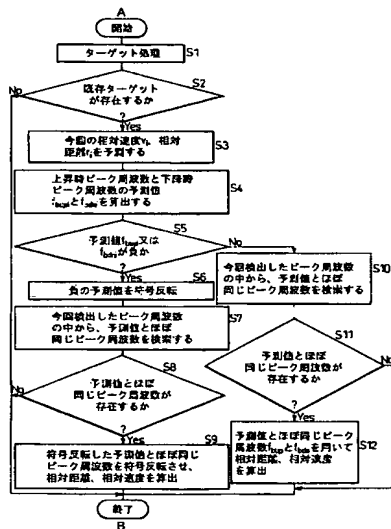 A
開始
ターゲット処理
S1
既存ターゲット
が存在するか
?
S2
No
Yes
今回の相対速度v、相対
距離rを予測する
S3
上昇時ピーク周波数と下降時
ピーク周波数の予測値
とを算出する
S4
予測値 又は
が負か
?
S5
No
Yes
S6
負の予測値を符号反転
今回検出したピーク周波数
の中から、予測値とほぼ
同じピーク周波数を検索する
S10
S7
今回検出したピーク周波数
の中から、予測値とほぼ
同じピーク周波数を検索する
S11
予測値とほぼ
同じピーク周波数が
存在するか
?
No
S8
予測値とほぼ
同じピーク周波数が
存在するか
?
No
Yes
S12
予測値とほぼ同じピーク
周波数 と を用いて
相対距離、相対速度
を算出
Yes
S9
符号反転した予測値とほぼ同じ
ピーク周波数を符号反転させ、
相対距離、相対速度を算出
終了
B